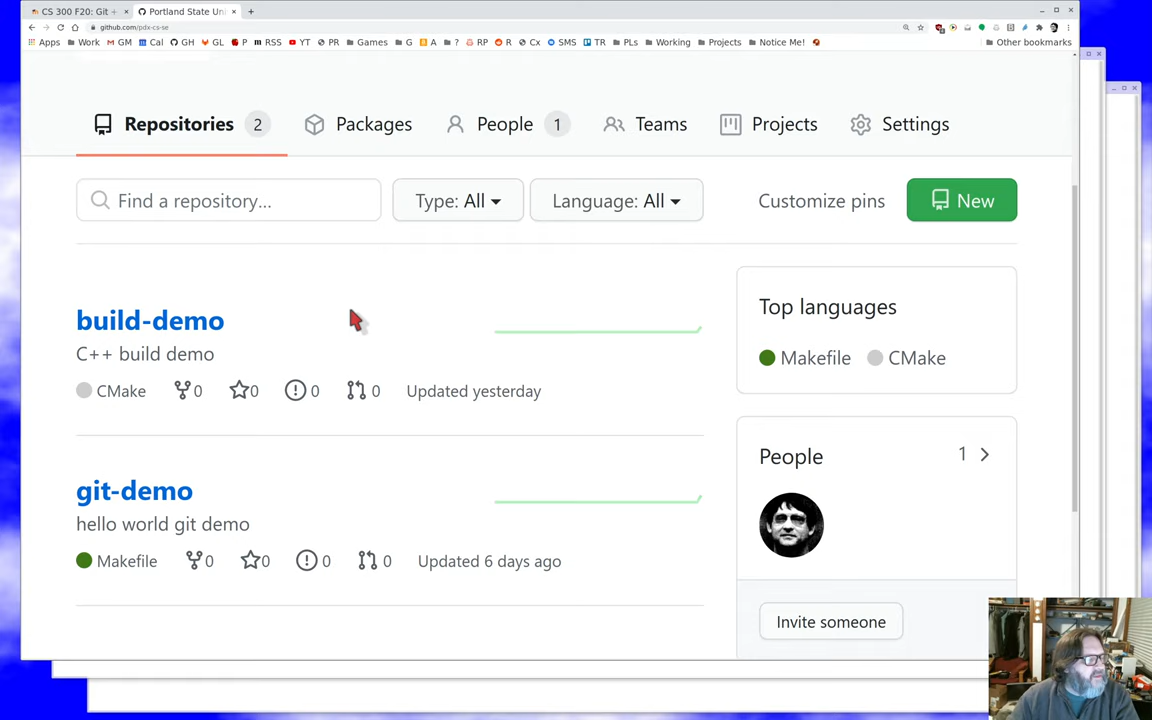 CS 300 F20: Git +
Portland State Uni
github.com/pdx-cs-se
Apps Work GM Cal GH GL P RSS YT PR Games G A ? RP R Cx SMS TR PLs Working Projects Notice Me! Other bookmarks
Repositories 2 Packages People 1 Teams Projects Settings
Find a repository... Type: All Language: All Customize pins New
build-demo
C++ build demo
CMake 0 0 0 0 Updated yesterday
git-demo
hello world git demo
Makefile 0 0 0 0 Updated 6 days ago
Top languages
Makefile CMake
People 1
Invite someone